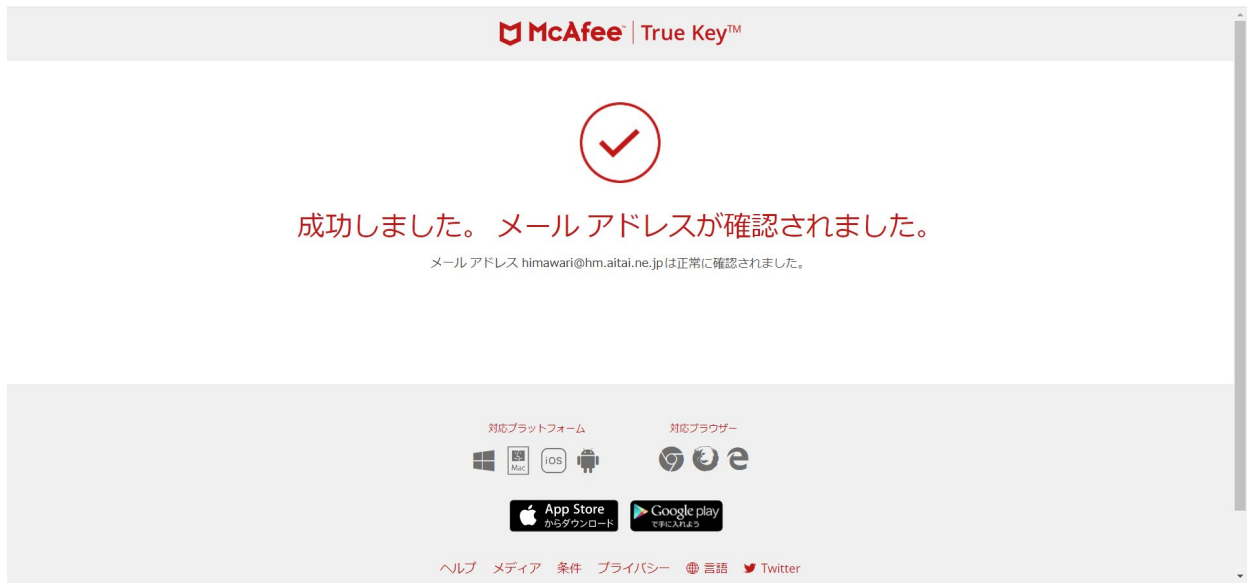 McAfee™ | True Key™
成功しました。 メール アドレスが確認されました。
メール アドレス himawari@hm.aitai.ne.jp は正常に確認されました。
対応プラットフォーム 対応ブラウザー
Mac iOS
App Store
からダウンロード
Google play
で手に入れよう
ヘルプ メディア 条件 プライバシー 言語 Twitter